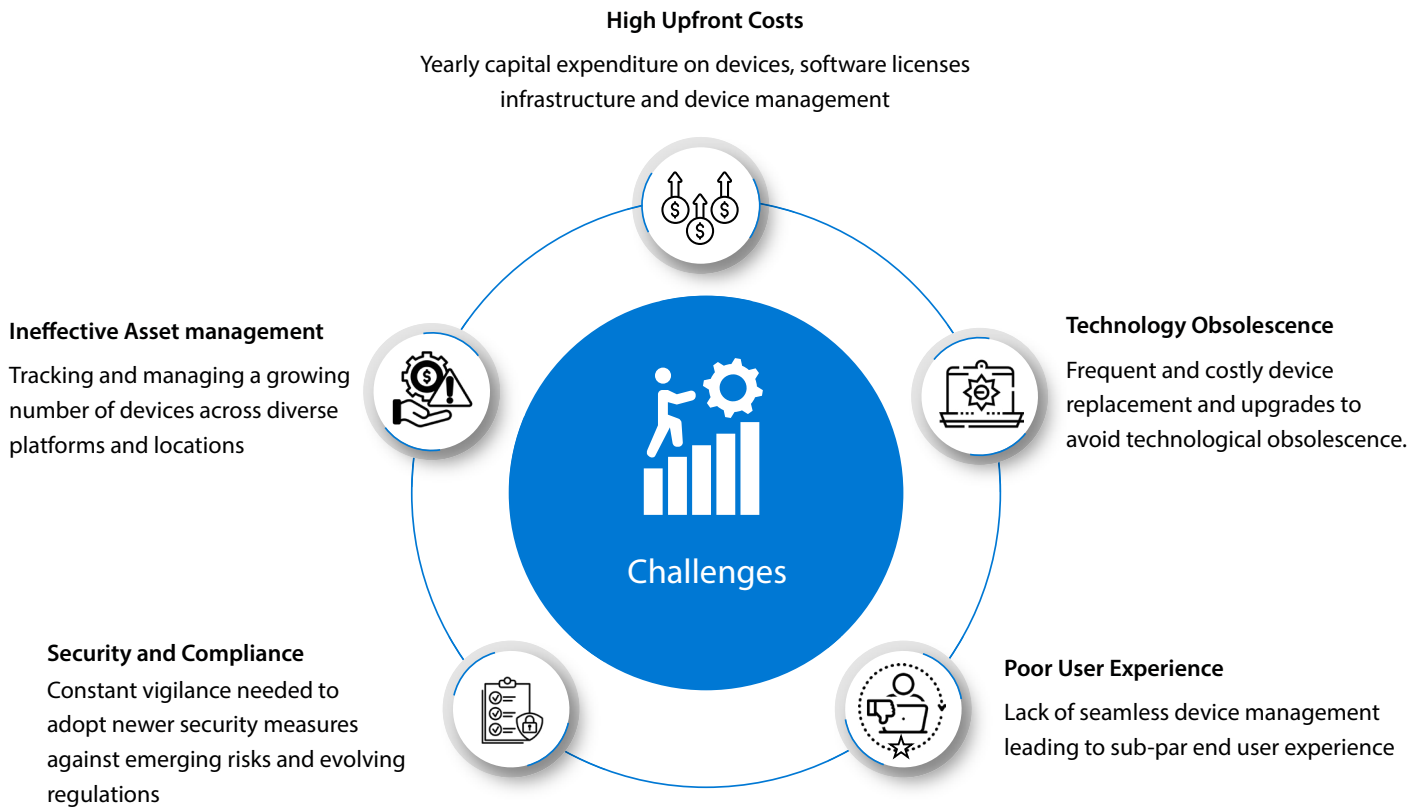 High Upfront Costs
Yearly capital expenditure on devices, software licenses
infrastructure and device management
Technology Obsolescence
Frequent and costly device
replacement and upgrades to
avoid technological obsolescence.
Poor User Experience
Lack of seamless device management
leading to sub-par end user experience
Security and Compliance
Constant vigilance needed to
adopt newer security measures
against emerging risks and evolving
regulations
Ineffective Asset management
Tracking and managing a growing
number of devices across diverse
platforms and locations
Challenges